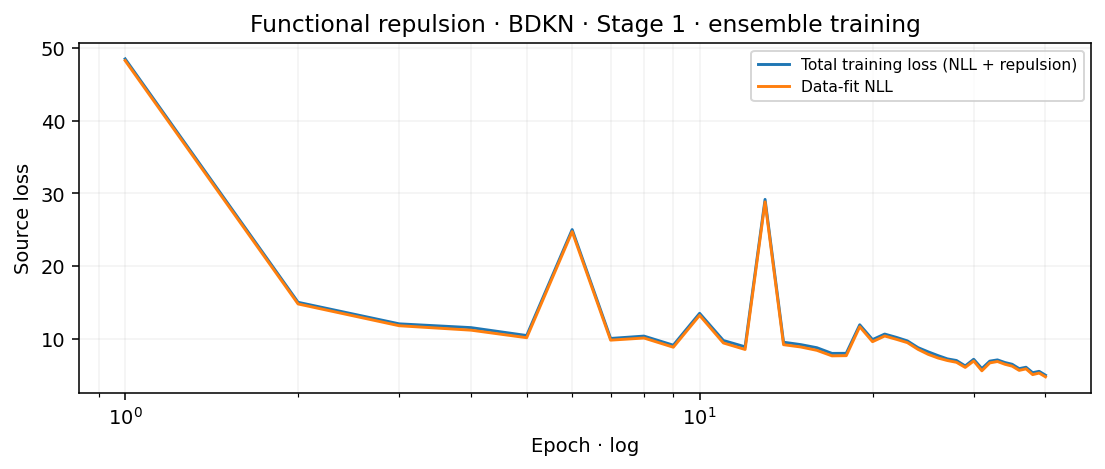 Functional repulsion · BDKN · Stage 1 · ensemble training
Total training loss (NLL + repulsion)
Data-fit NLL
Source loss
50
40
30
20
10
10⁰
10¹
Epoch · log